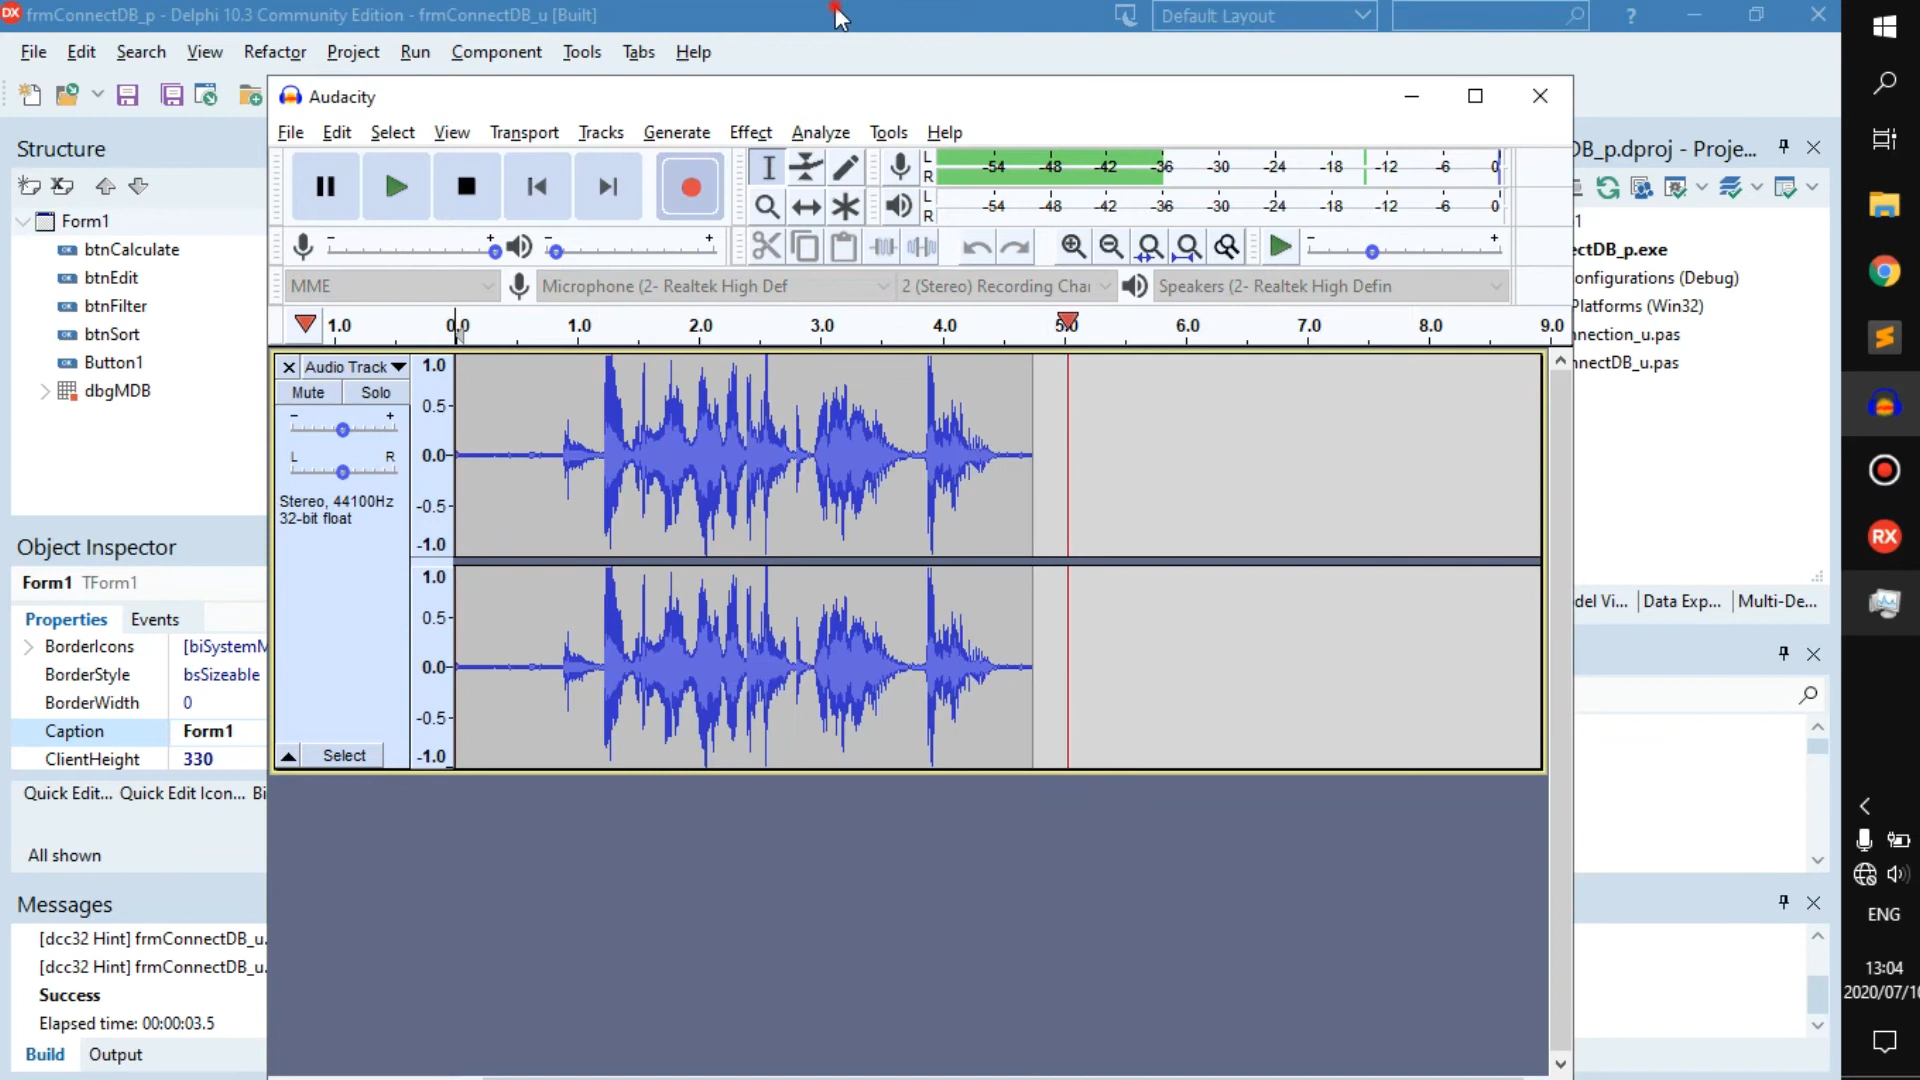 frmConnectDB_p - Delphi 10.3 Community Edition - frmConnectDB_u [Built]
Default Layout
?
File Edit Search View Refactor Project Run Component Tools Tabs Help
Structure
Form1
btnCalculate
btnEdit
btnFilter
btnSort
Button1
dbgMDB
Object Inspector
Form1 TForm1
Properties Events
BorderIcons [biSystemM
BorderStyle bsSizeable
BorderWidth 0
Caption Form1
ClientHeight 330
Quick Edit... Quick Edit Icon... Bi
All shown
Messages
[dcc32 Hint] frmConnectDB_u.
[dcc32 Hint] frmConnectDB_u.
Success
Elapsed time: 00:00:03.5
Build Output
Audacity
File Edit Select View Transport Tracks Generate Effect Analyze Tools Help
L
R
-54 -48 -42 -36 -30 -24 -18 -12 -6 0
L
R
-54 -48 -42 -36 -30 -24 -18 -12 -6 0
MME
Microphone (2- Realtek High Def
2 (Stereo) Recording Chai
Speakers (2- Realtek High Defin
1.0 0.0 1.0 2.0 3.0 4.0 5.0 6.0 7.0 8.0 9.0
Audio Track
Mute Solo
- +
L R
Stereo, 44100Hz
32-bit float
Select
1.0
0.5-
0.0-
-0.5-
-1.0
1.0
0.5-
0.0-
-0.5-
-1.0
DB_p.dproj - Proje...
1
ctDB_p.exe
onfigurations (Debug)
Platforms (Win32)
nnection_u.pas
nnectDB_u.pas
del Vi... Data Exp... Multi-De...
DX
RX
ENG
13:04
2020/07/10